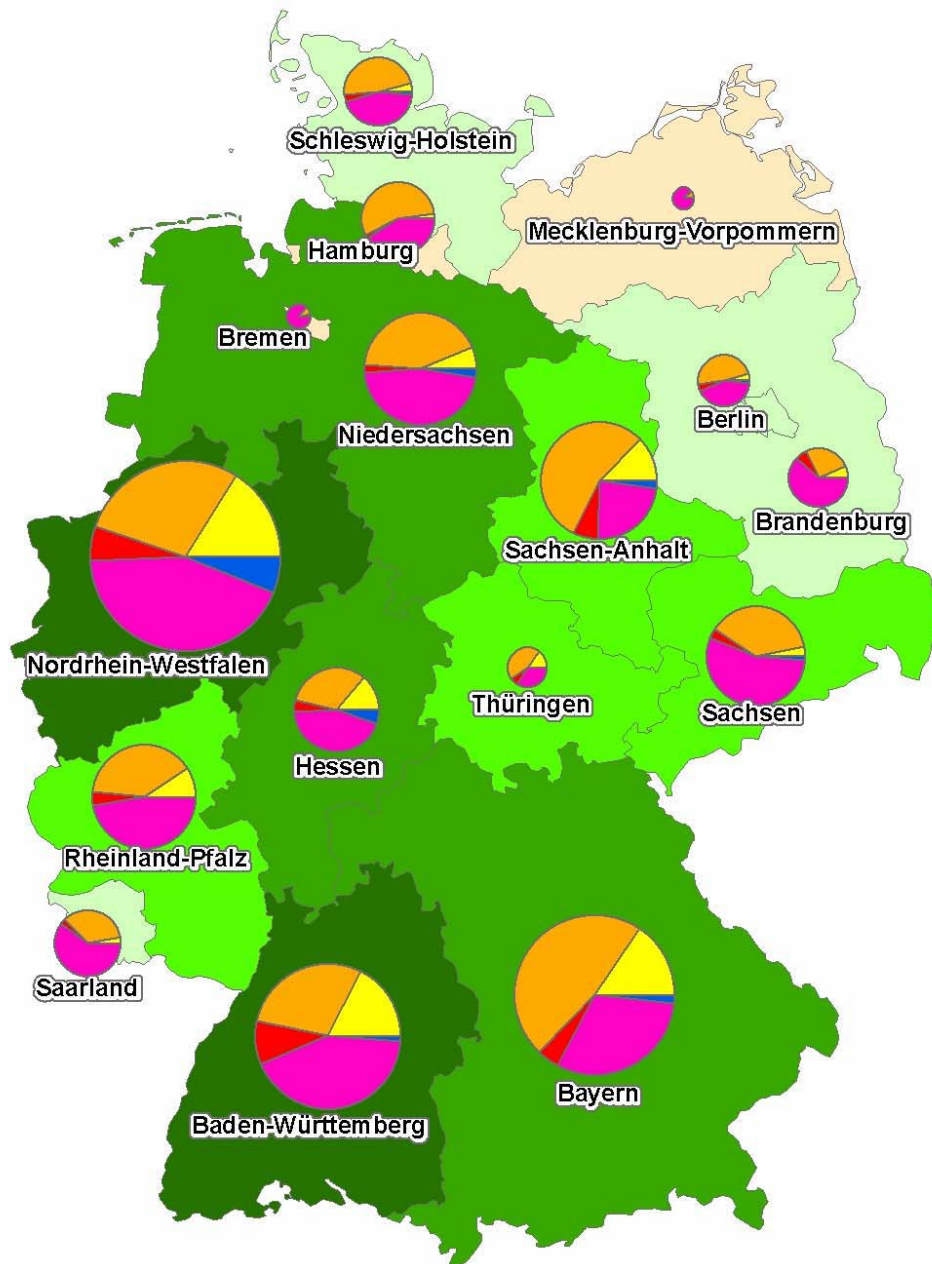 Schleswig-Holstein
Mecklenburg-Vorpommern
Hamburg
Bremen
Niedersachsen
Berlin
Brandenburg
Sachsen-Anhalt
Nordrhein-Westfalen
Thüringen
Sachsen
Hessen
Rheinland-Pfalz
Saarland
Bayern
Baden-Württemberg